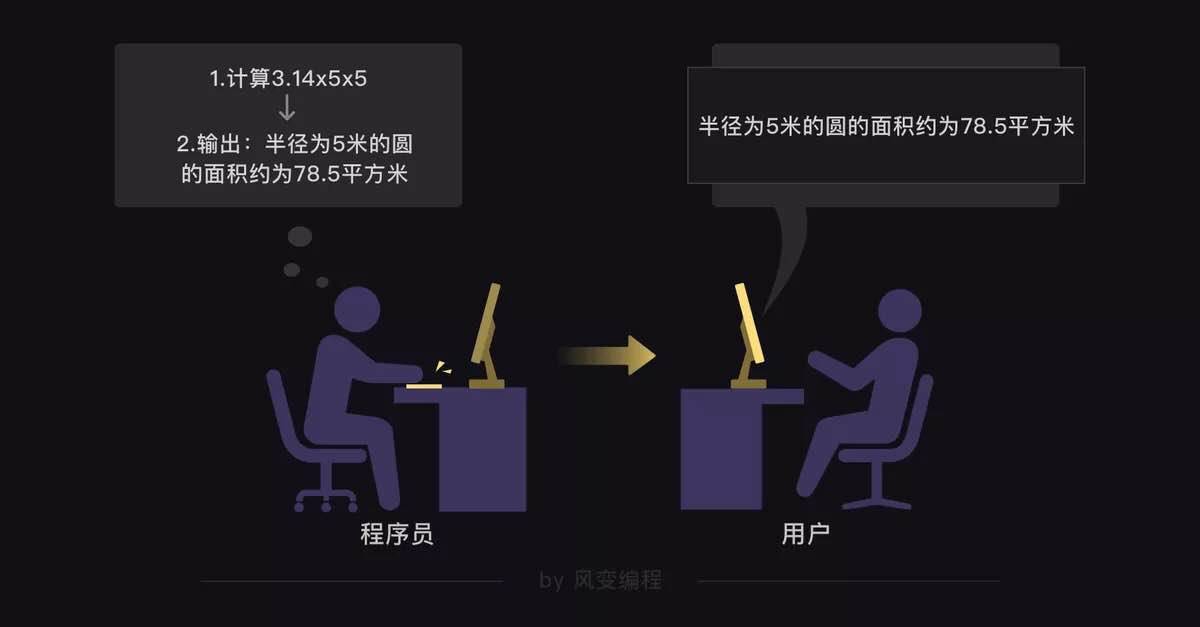 1.计算3.14x5x5
2.输出：半径为5米的圆
的面积约为78.5平方米
半径为5米的圆的面积约为78.5平方米
程序员
用户
by 风变编程